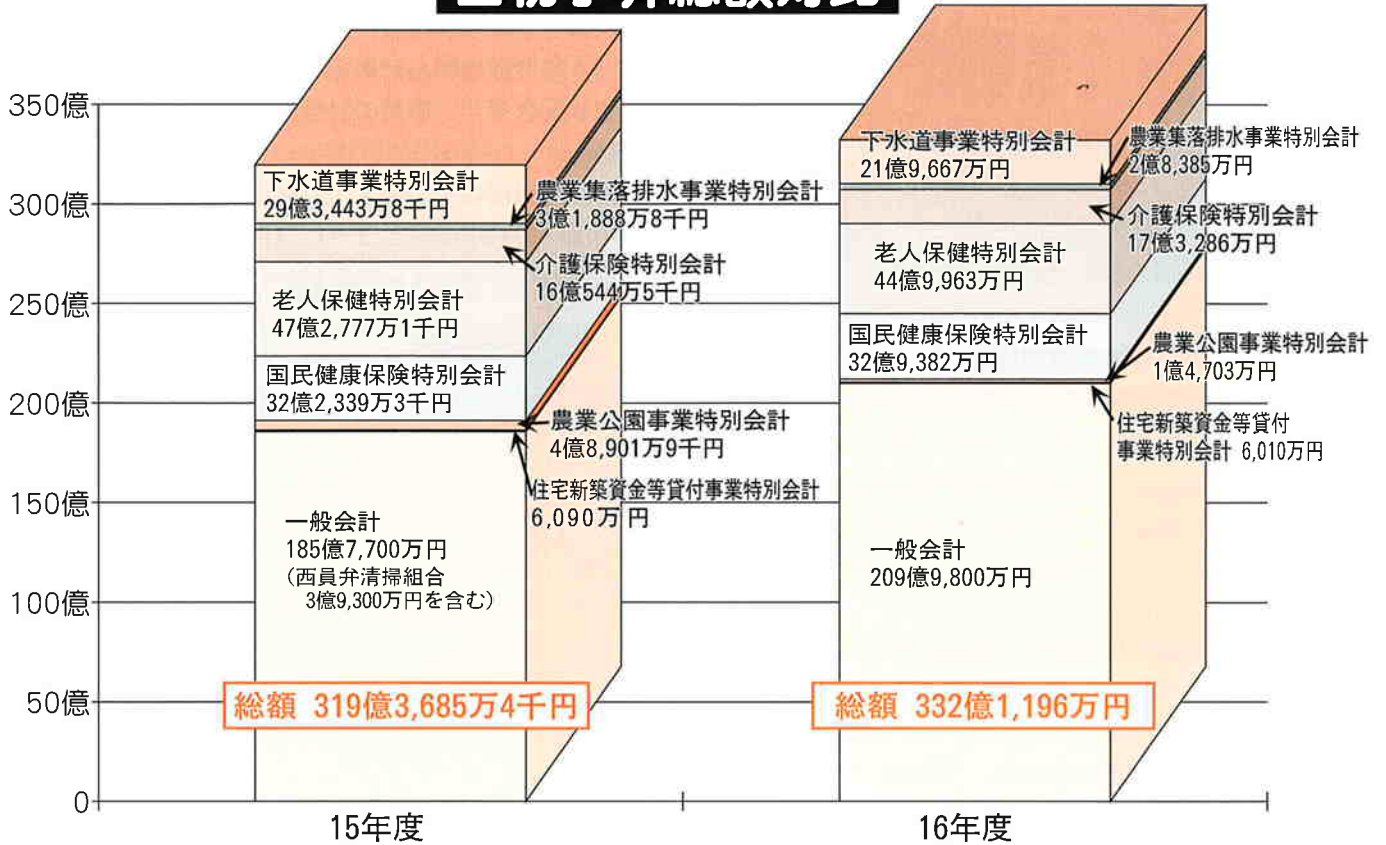 350億
300億
250億
200億
150億
100億
50億
0
下水道事業特別会計
29億3,443万8千円
農業集落排水事業特別会計
3億1,888万8千円
介護保険特別会計
16億544万5千円
老人保健特別会計
47億2,777万1千円
国民健康保険特別会計
32億2,339万3千円
農業公園事業特別会計
4億8,901万9千円
住宅新築資金等貸付事業特別会計
6,090万円
一般会計
185億7,700万円
(西員弁清掃組合
3億9,300万円を含む)
総額 319億3,685万4千円
15年度
下水道事業特別会計
21億9,667万円
農業集落排水事業特別会計
2億8,385万円
介護保険特別会計
17億3,286万円
老人保健特別会計
44億9,963万円
国民健康保険特別会計
32億9,382万円
農業公園事業特別会計
1億4,703万円
住宅新築資金等貸付
事業特別会計 6,010万円
一般会計
209億9,800万円
総額 332億1,196万円
16年度